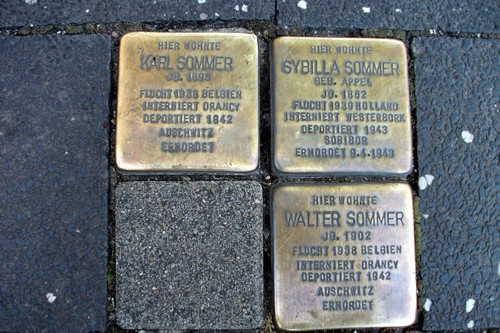 HIER WOHNTE
KARL SOMMER
JG. 1893
FLUCHT 1938 BELGIEN
INTERNIERT DRANCY
DEPORTIERT 1942
AUSCHWITZ
ERMORDET
HIER WOHNTE
SYBILLA SOMMER
GEB. APPEL
JG. 1882
FLUCHT 1939 HOLLAND
INTERNIERT WESTERBORK
DEPORTIERT 1943
SOBIBOR
ERMORDET 9.4.1943
HIER WOHNTE
WALTER SOMMER
JG. 1902
FLUCHT 1938 BELGIEN
INTERNIERT DRANCY
DEPORTIERT 1942
AUSCHWITZ
ERMORDET